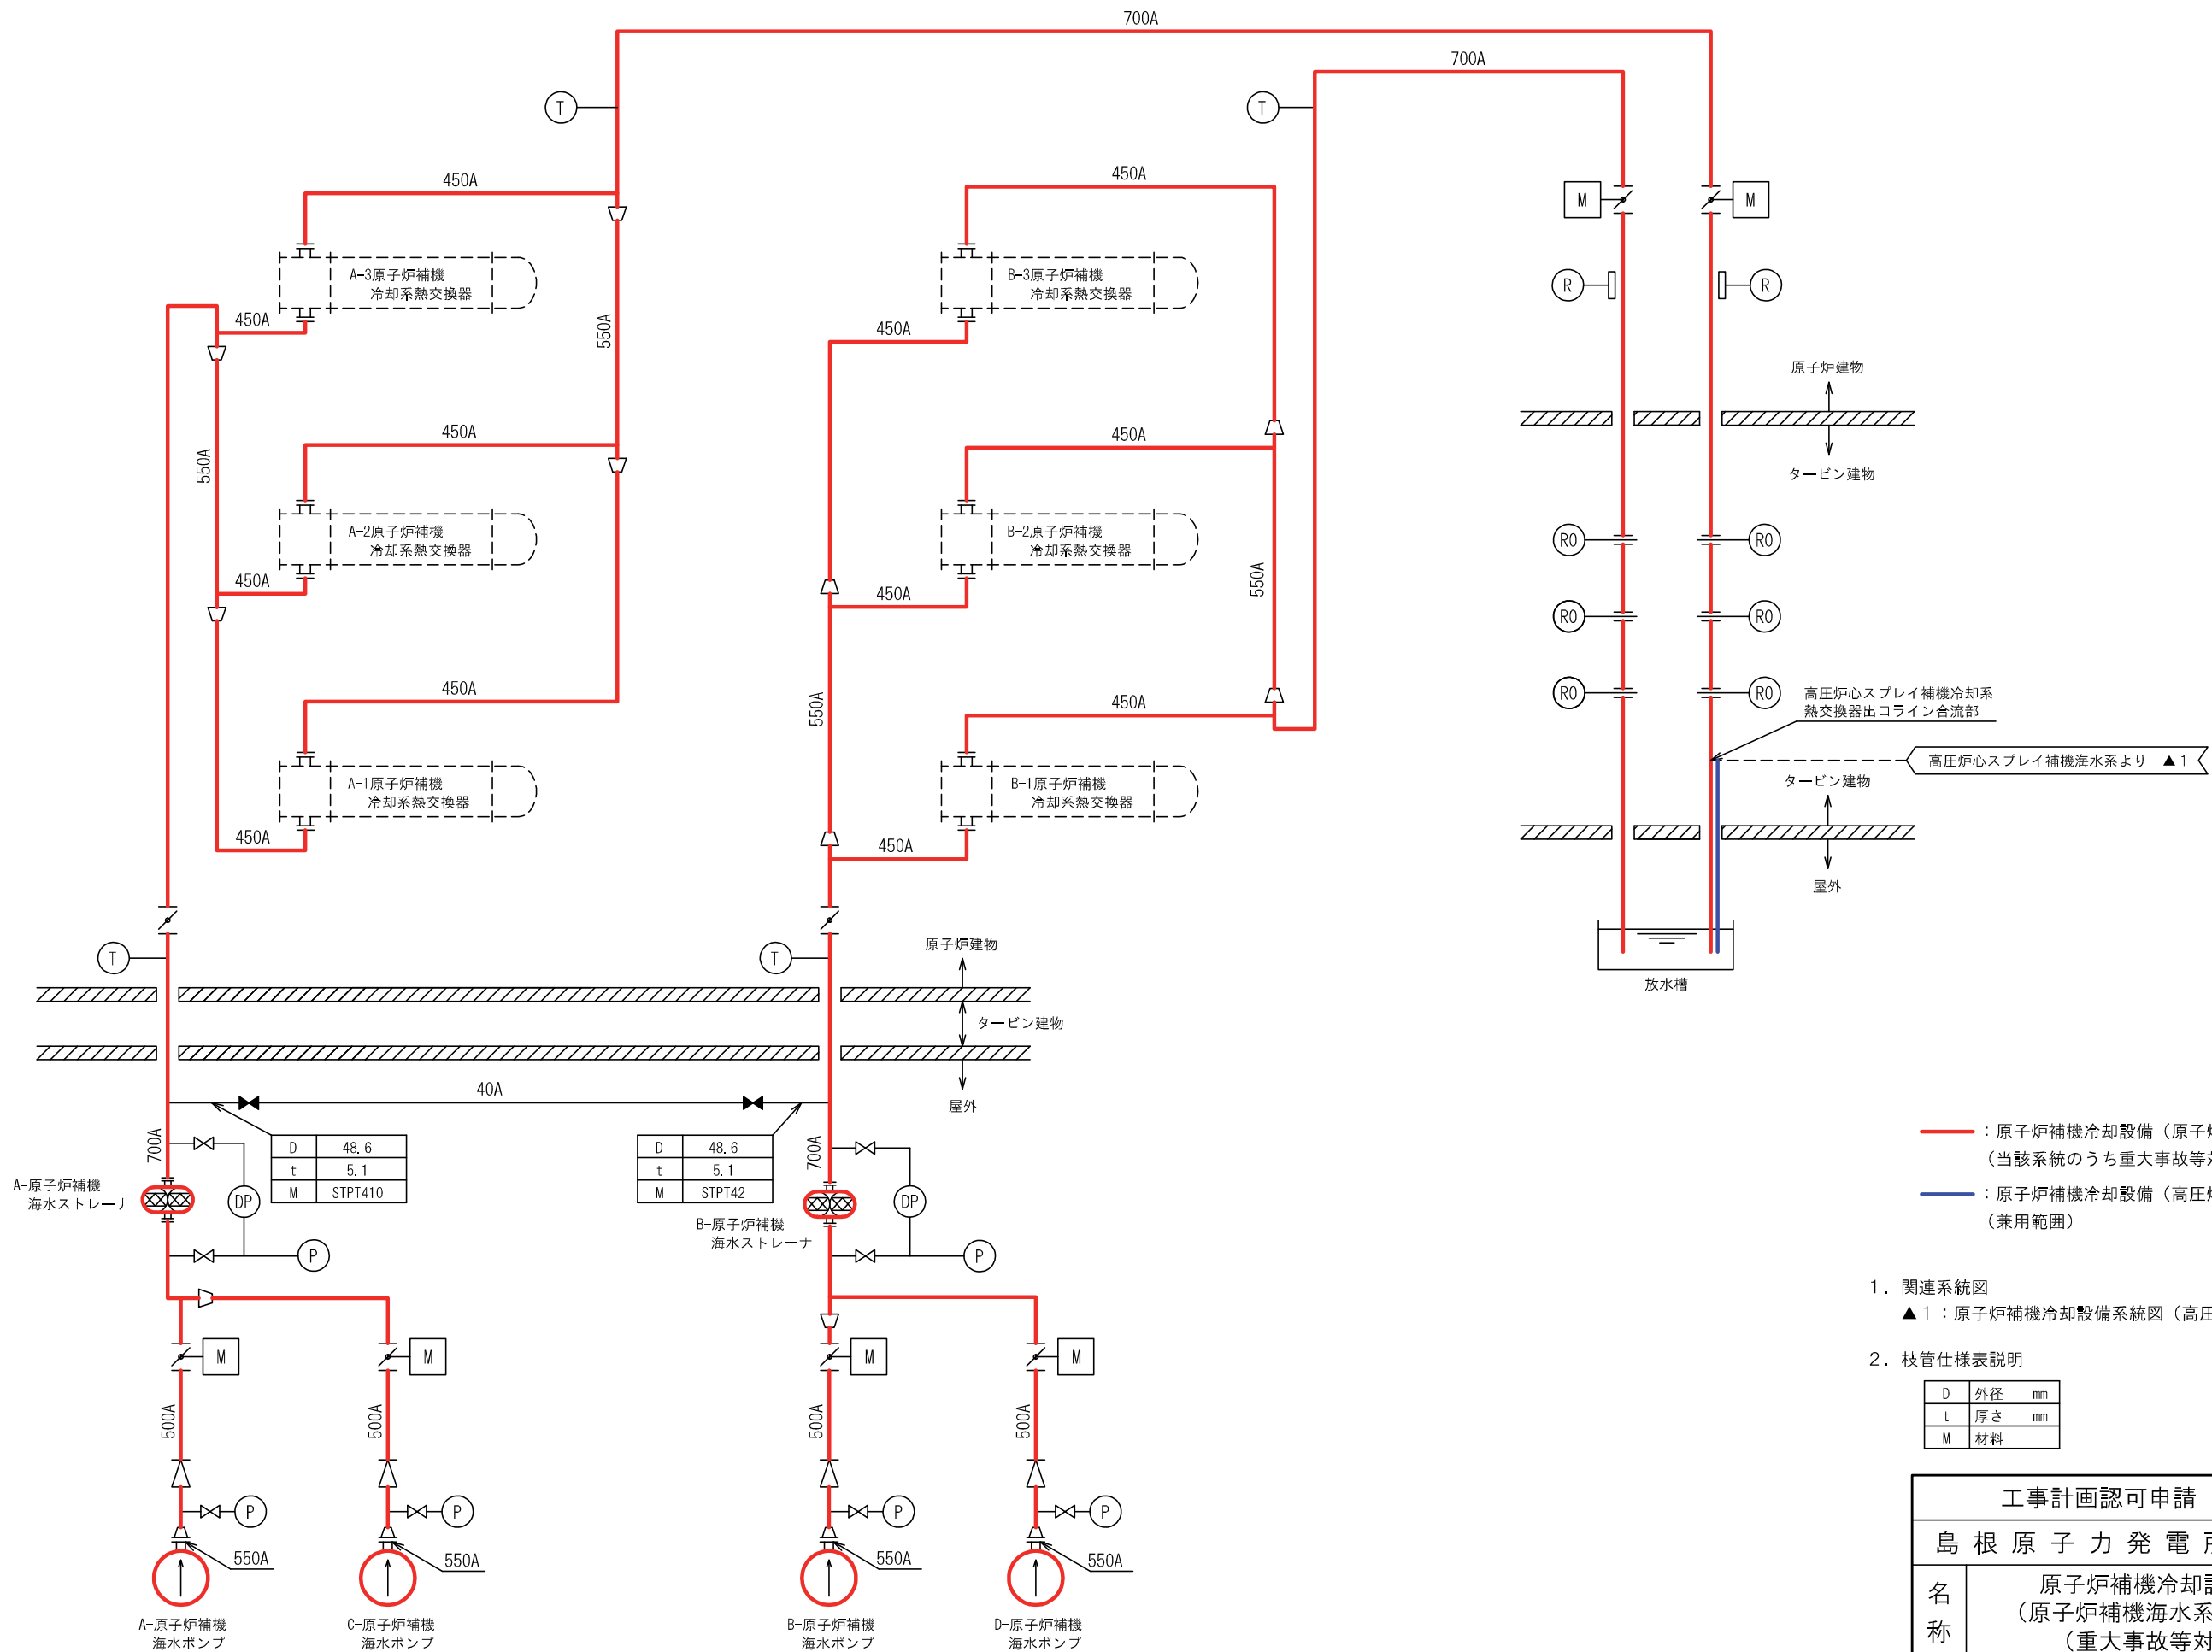 700A
700A
T
T
450A
450A
M
M
A-3原子炉補機
冷却系熱交換器
B-3原子炉補機
冷却系熱交換器
R
R
450A
550A
450A
原子炉建物
タービン建物
450A
450A
550A
A-2原子炉補機
冷却系熱交換器
B-2原子炉補機
冷却系熱交換器
RO
RO
450A
450A
550A
RO
RO
450A
450A
550A
RO
RO
高圧炉心スプレイ補機冷却系
熱交換器出口ライン合流部
高圧炉心スプレイ補機海水系より ▲1
A-1原子炉補機
冷却系熱交換器
B-1原子炉補機
冷却系熱交換器
タービン建物
屋外
450A
450A
T
T
原子炉建物
タービン建物
屋外
放水槽
40A
700A
D 48.6
t 5.1
M STPT410
700A
D 48.6
t 5.1
M STPT42
A-原子炉補機
海水ストレーナ
DP
P
B-原子炉補機
海水ストレーナ
DP
P
：原子炉補機冷却設備（原子炉
（当該系統のうち重大事故等対
：原子炉補機冷却設備（高圧炉
（兼用範囲）
1. 関連系統図
▲1：原子炉補機冷却設備系統図（高圧
2. 枝管仕様表説明
D 外径 mm
t 厚さ mm
M 材料
M
M
M
M
500A
500A
500A
500A
P
P
P
P
550A
550A
550A
550A
A-原子炉補機
海水ポンプ
C-原子炉補機
海水ポンプ
B-原子炉補機
海水ポンプ
D-原子炉補機
海水ポンプ
工事計画認可申請
島根原子力発電所
名称
原子炉補機冷却設
（原子炉補機海水系
（重大事故等対